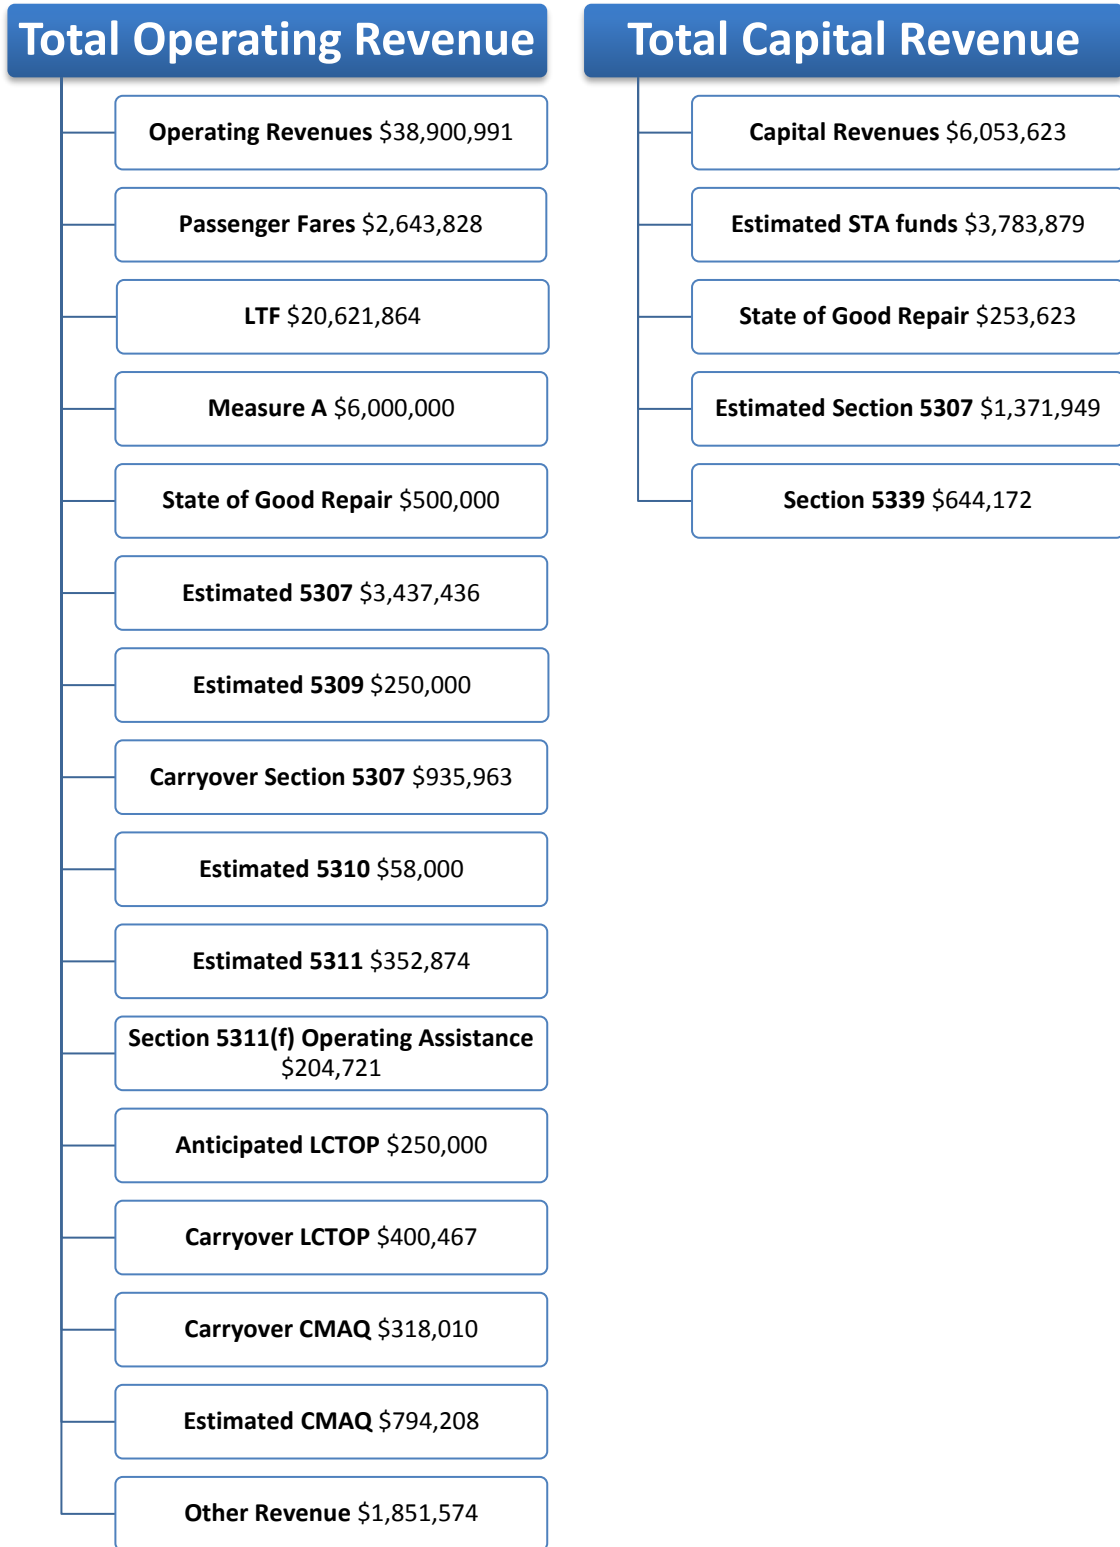 Total Operating Revenue
Operating Revenues $38,900,991
Passenger Fares $2,643,828
LTF $20,621,864
Measure A $6,000,000
State of Good Repair $500,000
Estimated 5307 $3,437,436
Estimated 5309 $250,000
Carryover Section 5307 $935,963
Estimated 5310 $58,000
Estimated 5311 $352,874
Section 5311(f) Operating Assistance
$204,721
Anticipated LCTOP $250,000
Carryover LCTOP $400,467
Carryover CMAQ $318,010
Estimated CMAQ $794,208
Other Revenue $1,851,574
Total Capital Revenue
Capital Revenues $6,053,623
Estimated STA funds $3,783,879
State of Good Repair $253,623
Estimated Section 5307 $1,371,949
Section 5339 $644,172